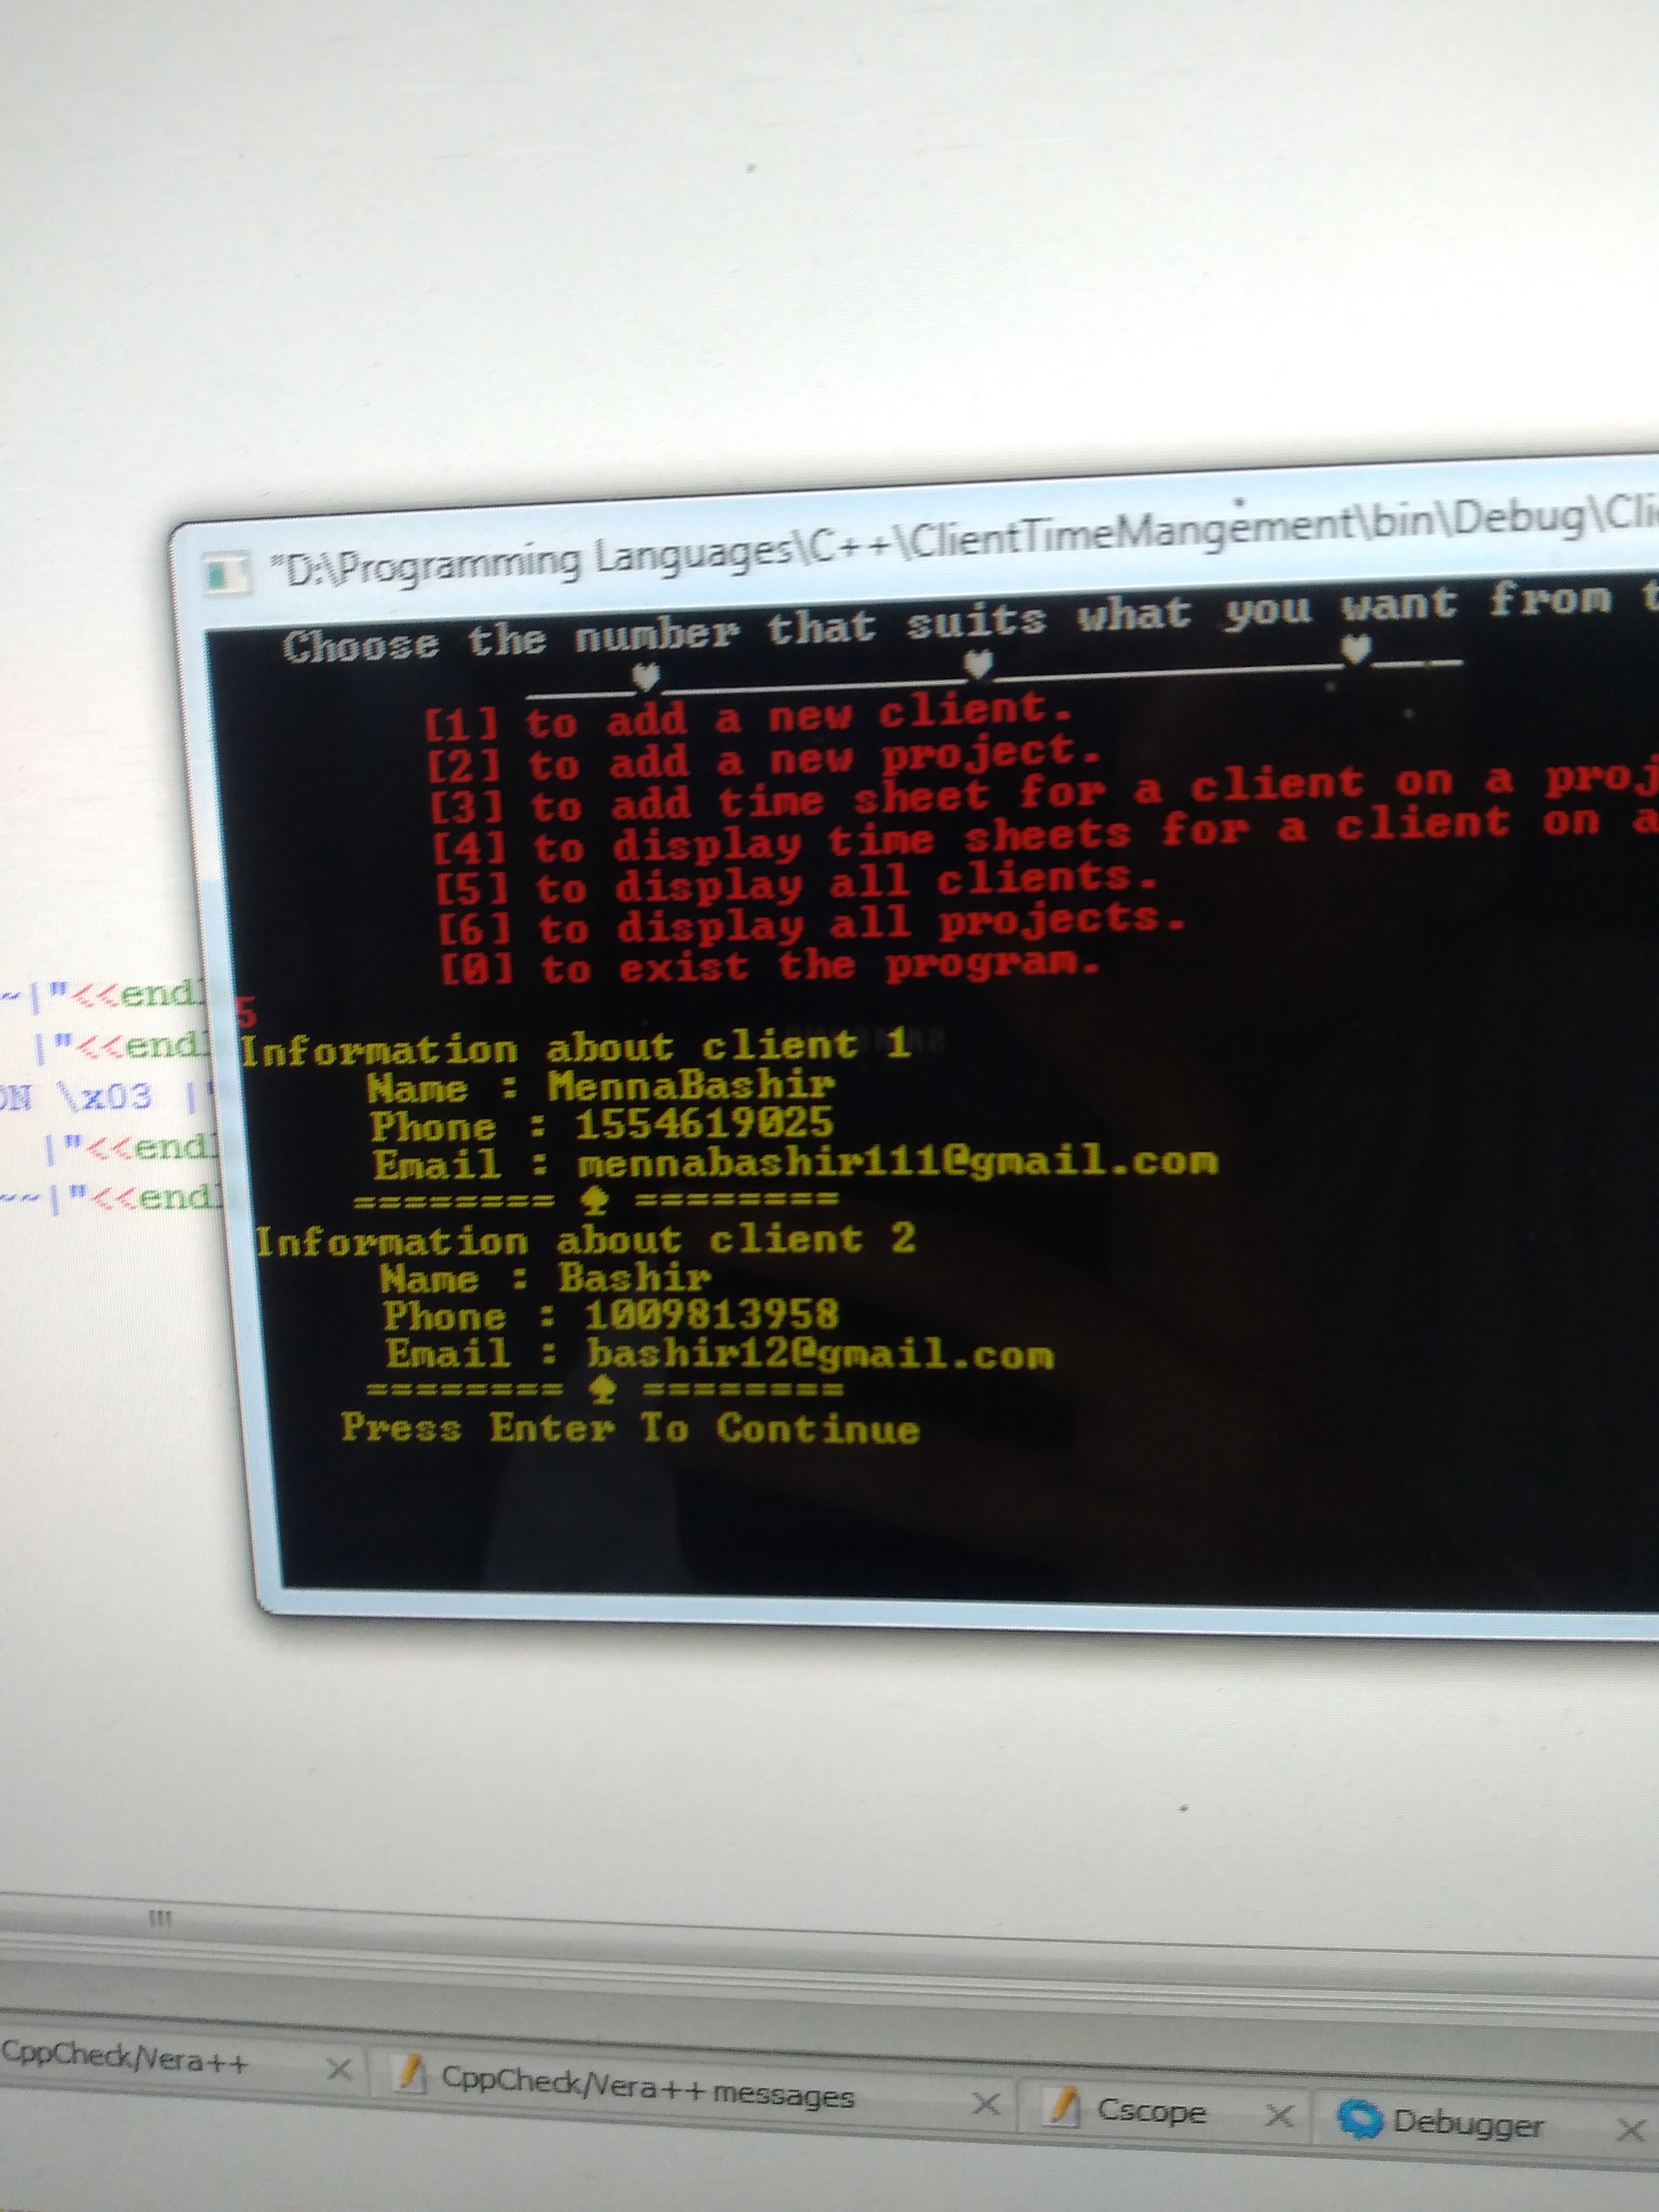 "D:\Programming Languages\C++\ClientTimeMangement\bin\Debug\Cli
Choose the number that suits what you want from t
[1] to add a new client.
[2] to add a new project.
[3] to add time sheet for a client on a proj
[4] to display time sheets for a client on a
[5] to display all clients.
[6] to display all projects.
[0] to exist the program.
5
Information about client 1
Name : MennaBashir
Phone : 1554619025
Email : mennabashir111@gmail.com
======== ♠ ========
Information about client 2
Name : Bashir
Phone : 1009813958
Email : bashir12@gmail.com
======== ♠ ========
Press Enter To Continue
~|"<<endl
|"<<endl
ON \x03 |"
|"<<endl
~~|"<<endl
CppCheck/Vera++
CppCheck/Vera++ messages
Cscope
Debugger